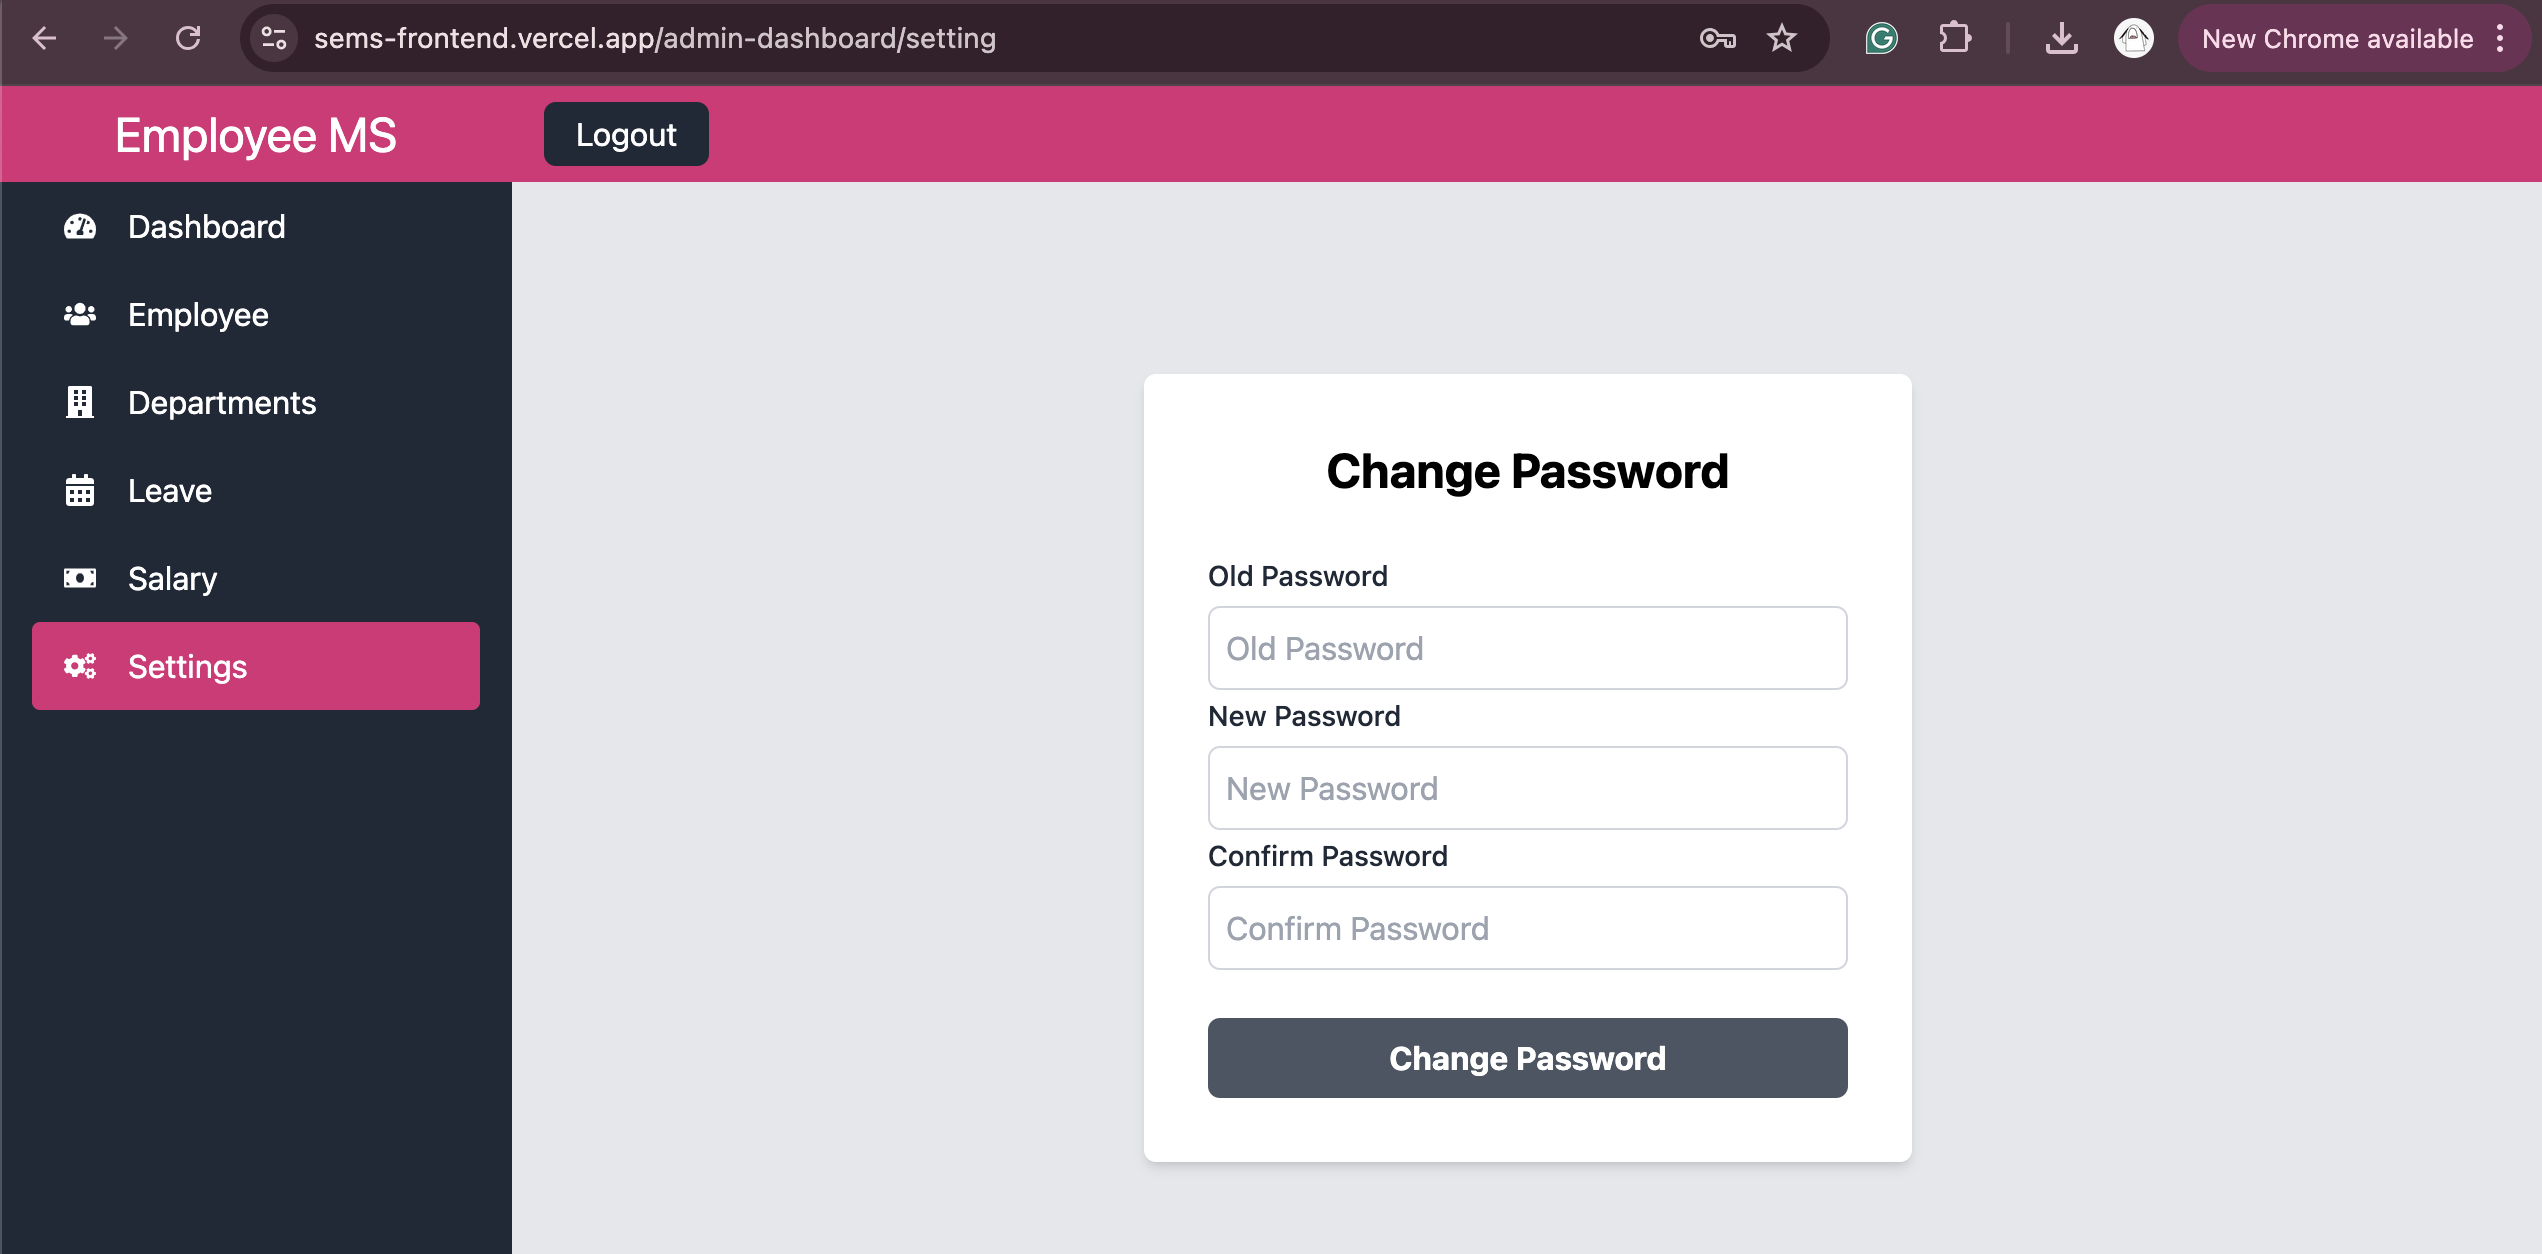 sems-frontend.vercel.app/admin-dashboard/setting
New Chrome available
Employee MS
Logout
Dashboard
Employee
Departments
Leave
Salary
Settings
Change Password
Old Password
Old Password
New Password
New Password
Confirm Password
Confirm Password
Change Password